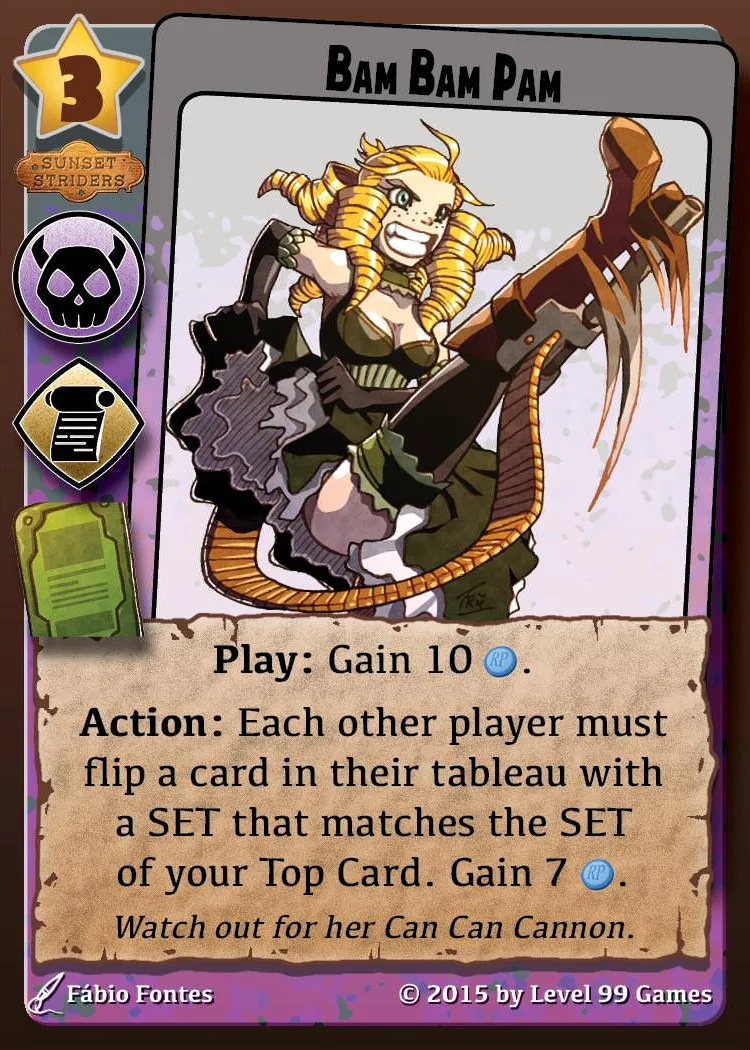 BAM BAM PAM
3
SUNSET
STRIDERS
Play: Gain 10 RP.
Action: Each other player must
flip a card in their tableau with
a SET that matches the SET
of your Top Card. Gain 7 RP.
Watch out for her Can Can Cannon.
Fábio Fontes
© 2015 by Level 99 Games